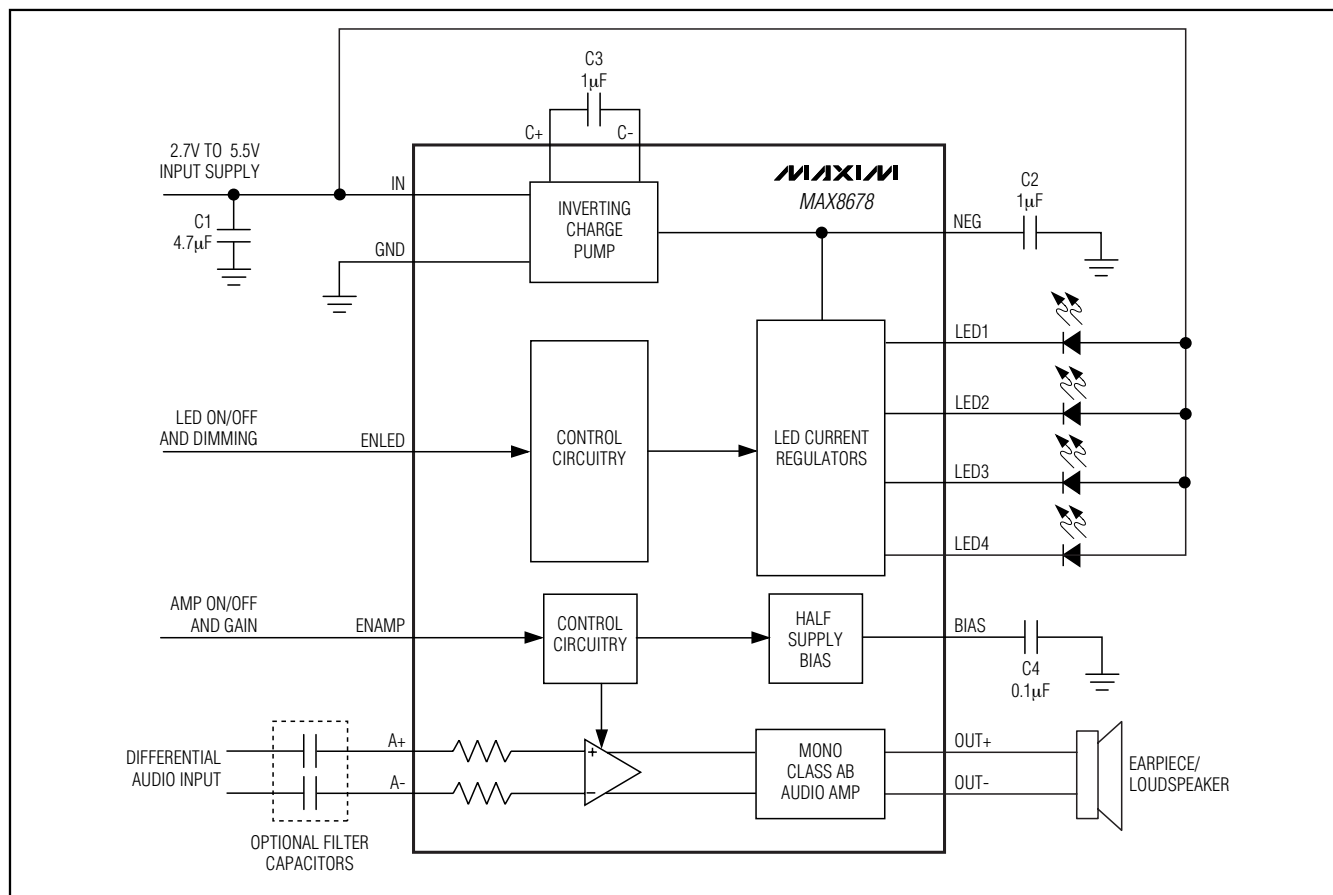 C3
1µF
C+
C-
2.7V TO 5.5V
INPUT SUPPLY
IN
C1
4.7µF
GND
INVERTING
CHARGE
PUMP
MAXIM
MAX8678
NEG
C2
1µF
LED ON/OFF
AND DIMMING
ENLED
CONTROL
CIRCUITRY
LED CURRENT
REGULATORS
LED1
LED2
LED3
LED4
AMP ON/OFF
AND GAIN
ENAMP
CONTROL
CIRCUITRY
HALF
SUPPLY
BIAS
BIAS
C4
0.1µF
DIFFERENTIAL
AUDIO INPUT
A+
A-
+
−
MONO
CLASS AB
AUDIO AMP
OUT+
OUT-
EARPIECE/
LOUDSPEAKER
OPTIONAL FILTER
CAPACITORS